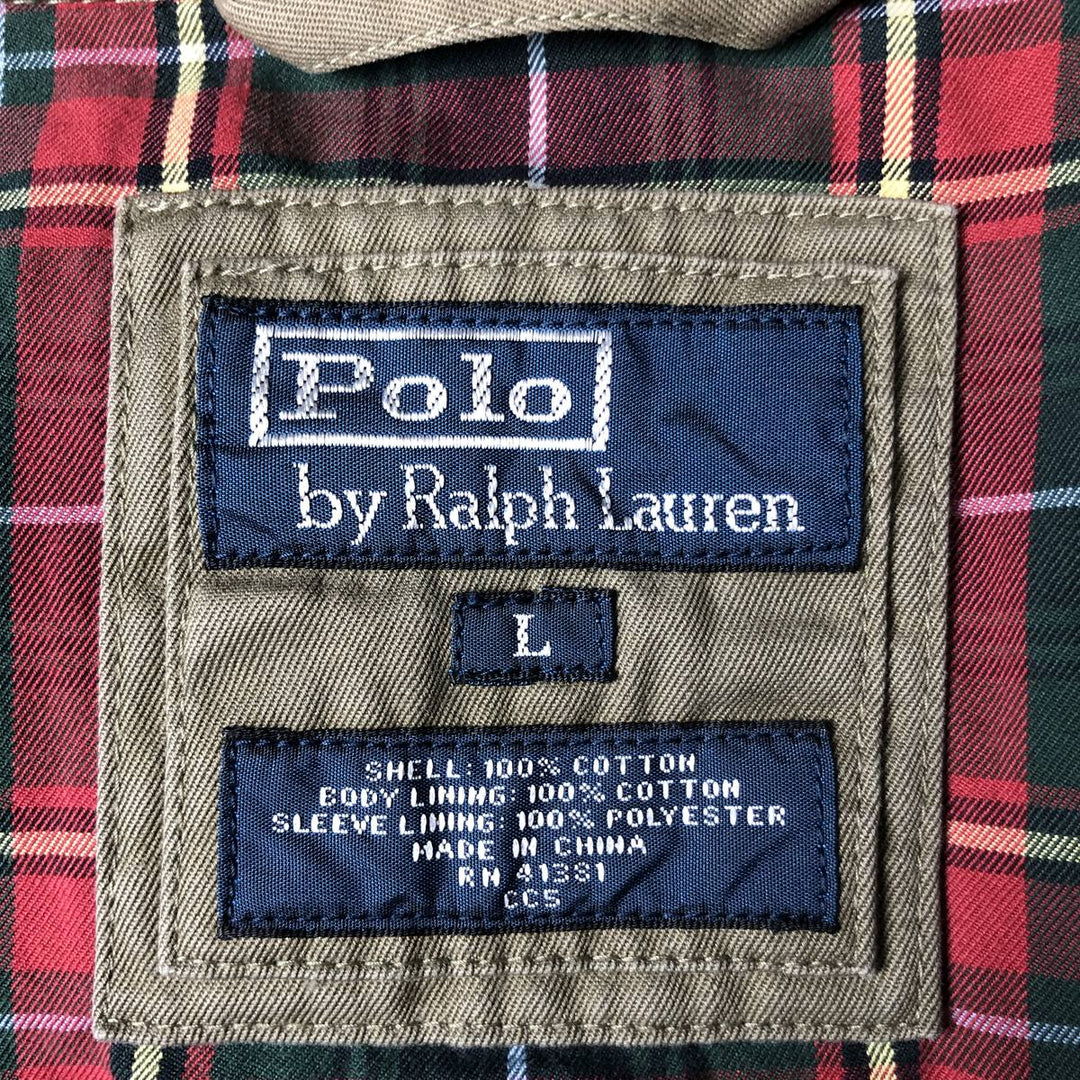 Polo
by Ralph Lauren
L
SHELL: 100% COTTON
BODY LINING: 100% COTTON
SLEEVE LINING: 100% POLYESTER
MADE IN CHINA
RN 41381
CC5